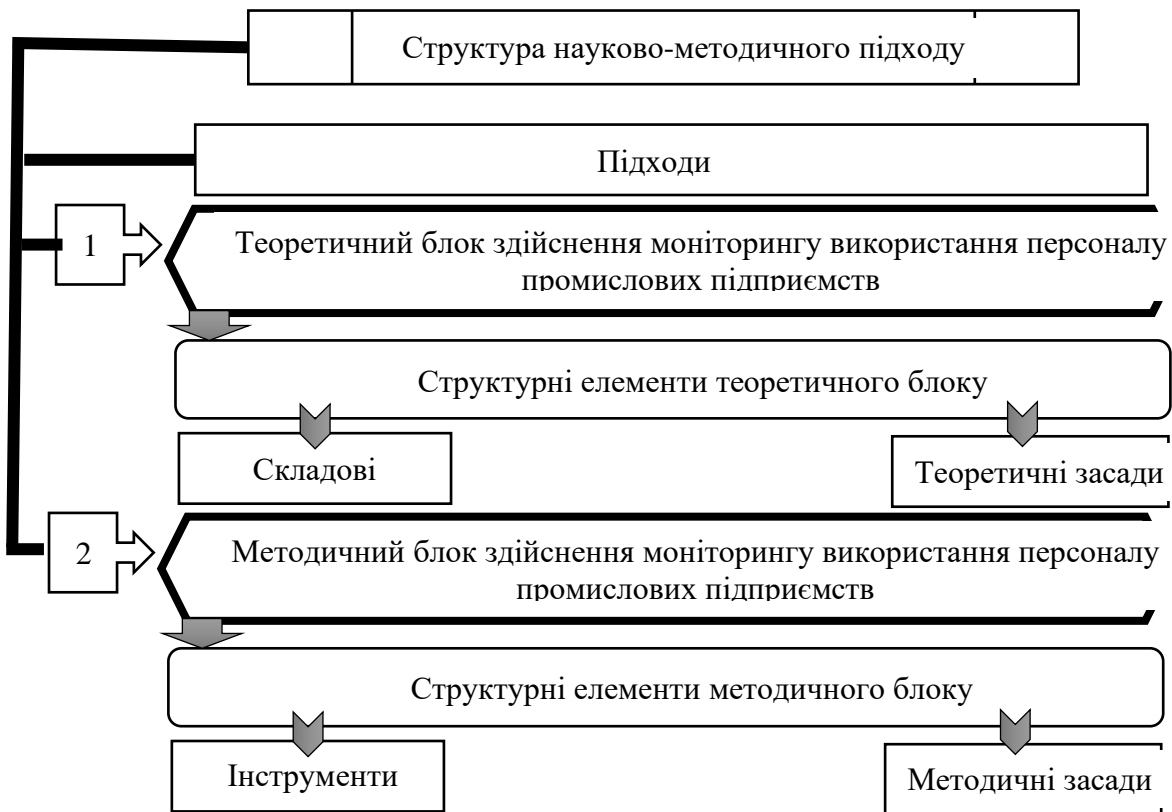 Структура науково-методичного підходу
Підходи
1
Теоретичний блок здійснення моніторингу використання персоналу
промислових підприємств
Структурні елементи теоретичного блоку
Складові
Теоретичні засади
2
Методичний блок здійснення моніторингу використання персоналу
промислових підприємств
Структурні елементи методичного блоку
Інструменти
Методичні засади